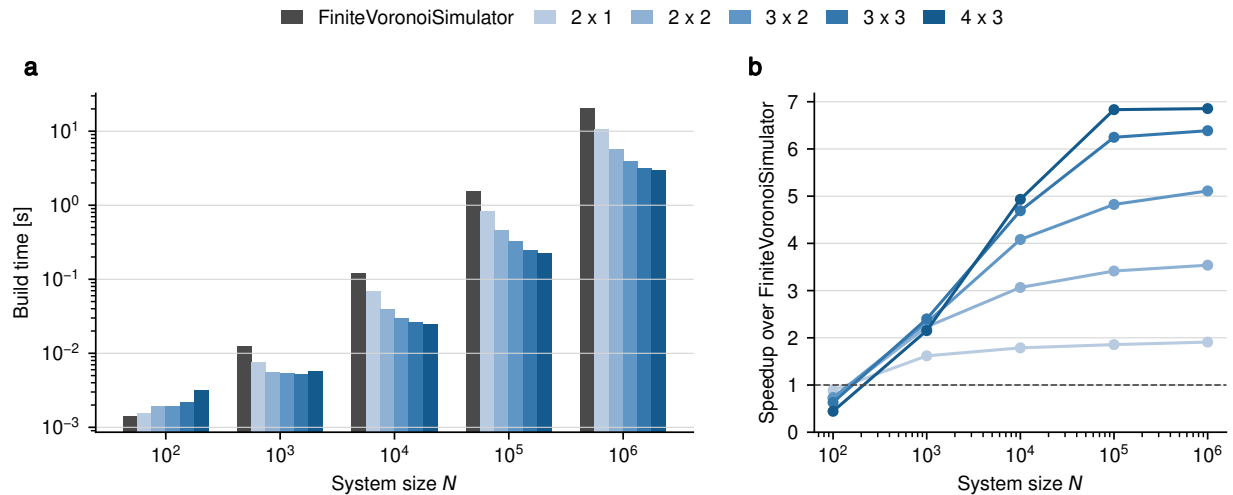 FiniteVoronoiSimulator 2 x 1 2 x 2 3 x 2 3 x 3 4 x 3
a
Build time [s]
10¹
10⁰
10⁻¹
10⁻²
10⁻³
10² 10³ 10⁴ 10⁵ 10⁶
System size N
b
Speedup over FiniteVoronoiSimulator
7
6
5
4
3
2
1
0
10² 10³ 10⁴ 10⁵ 10⁶
System size N